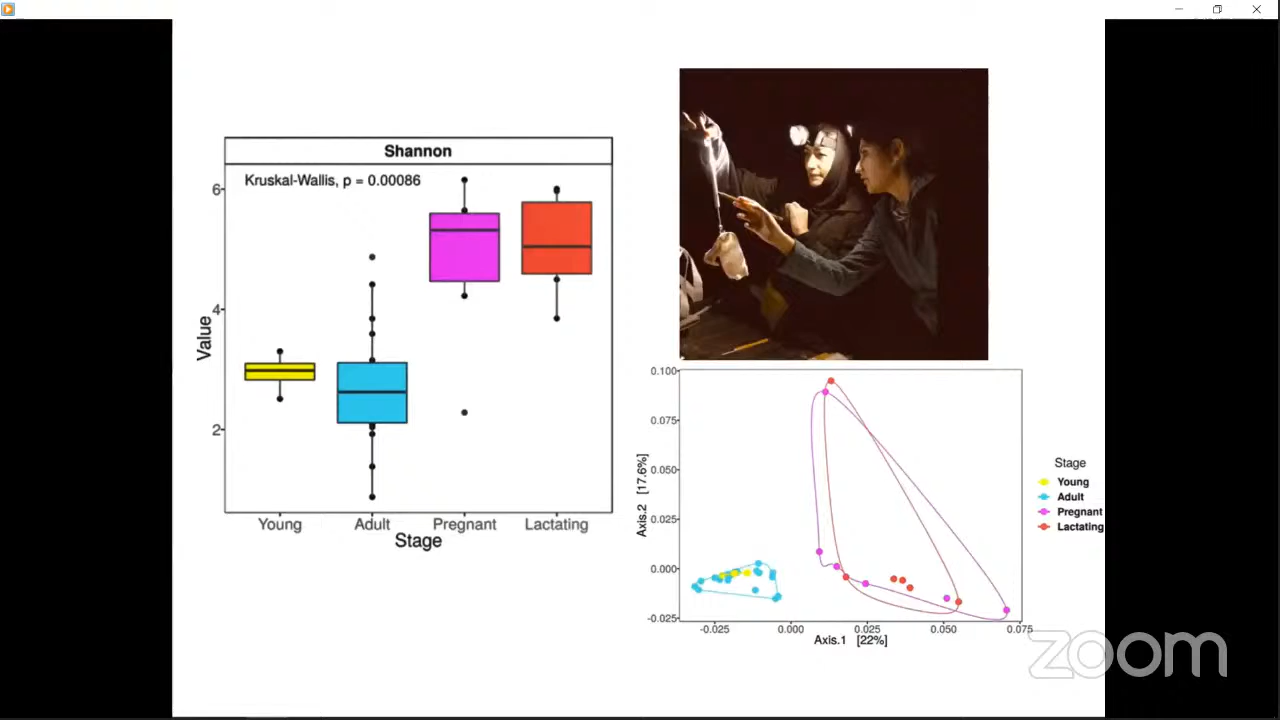 Shannon
Kruskal-Wallis, p = 0.00086
6
4
2
Value
Young Adult Pregnant Lactating
Stage
0.100
0.075
0.050
0.025
0.000
-0.025
Axis.2 [17.6%]
-0.025 0.000 0.025 0.050 0.075
Axis.1 [22%]
Stage
Young
Adult
Pregnant
Lactating
zoom